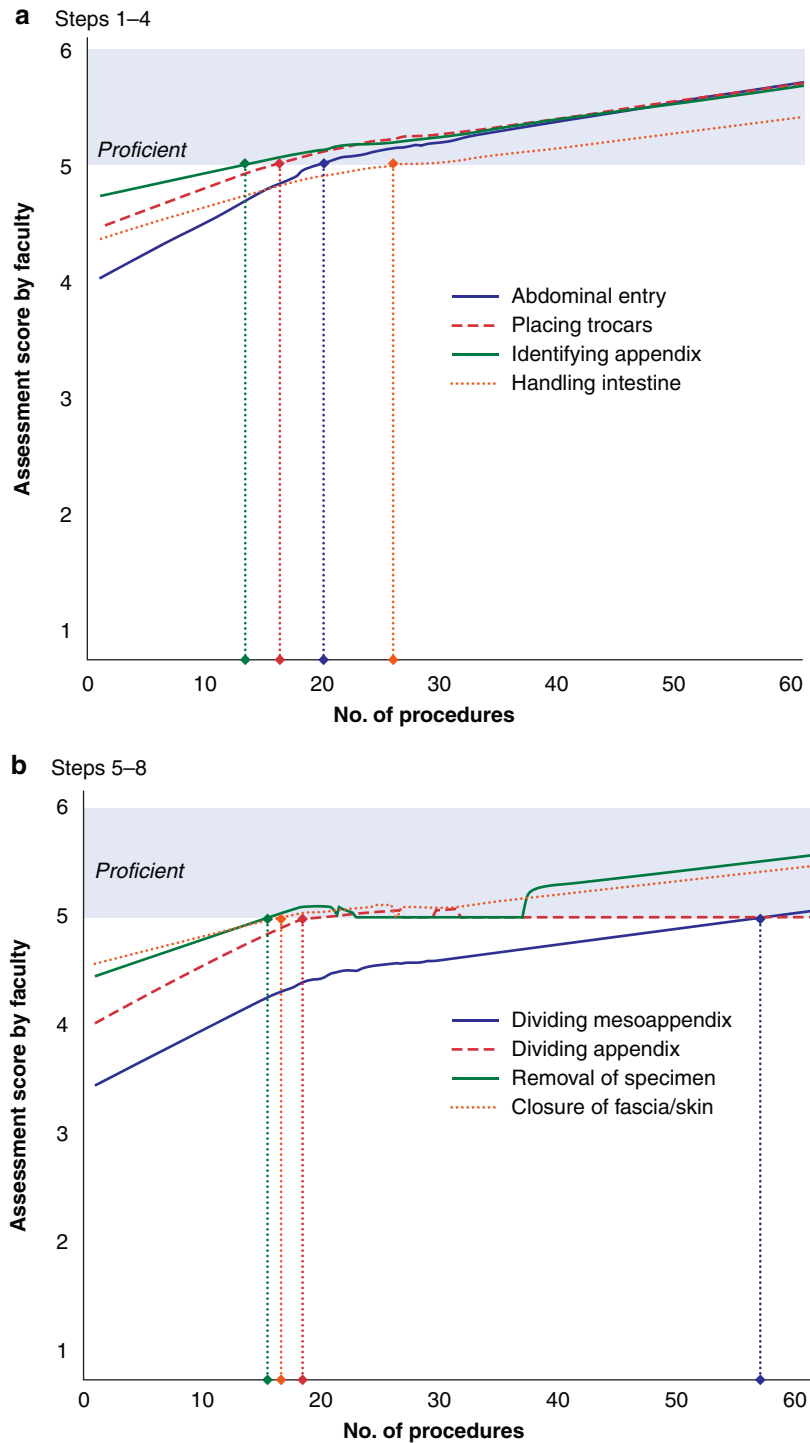 a Steps 1–4
6
Proficient
5
4
3
2
1
Assessment score by faculty
Abdominal entry
Placing trocars
Identifying appendix
Handling intestine
0 10 20 30 40 50 60
No. of procedures
b Steps 5–8
6
Proficient
5
4
3
2
1
Assessment score by faculty
Dividing mesoappendix
Dividing appendix
Removal of specimen
Closure of fascia/skin
0 10 20 30 40 50 60
No. of procedures